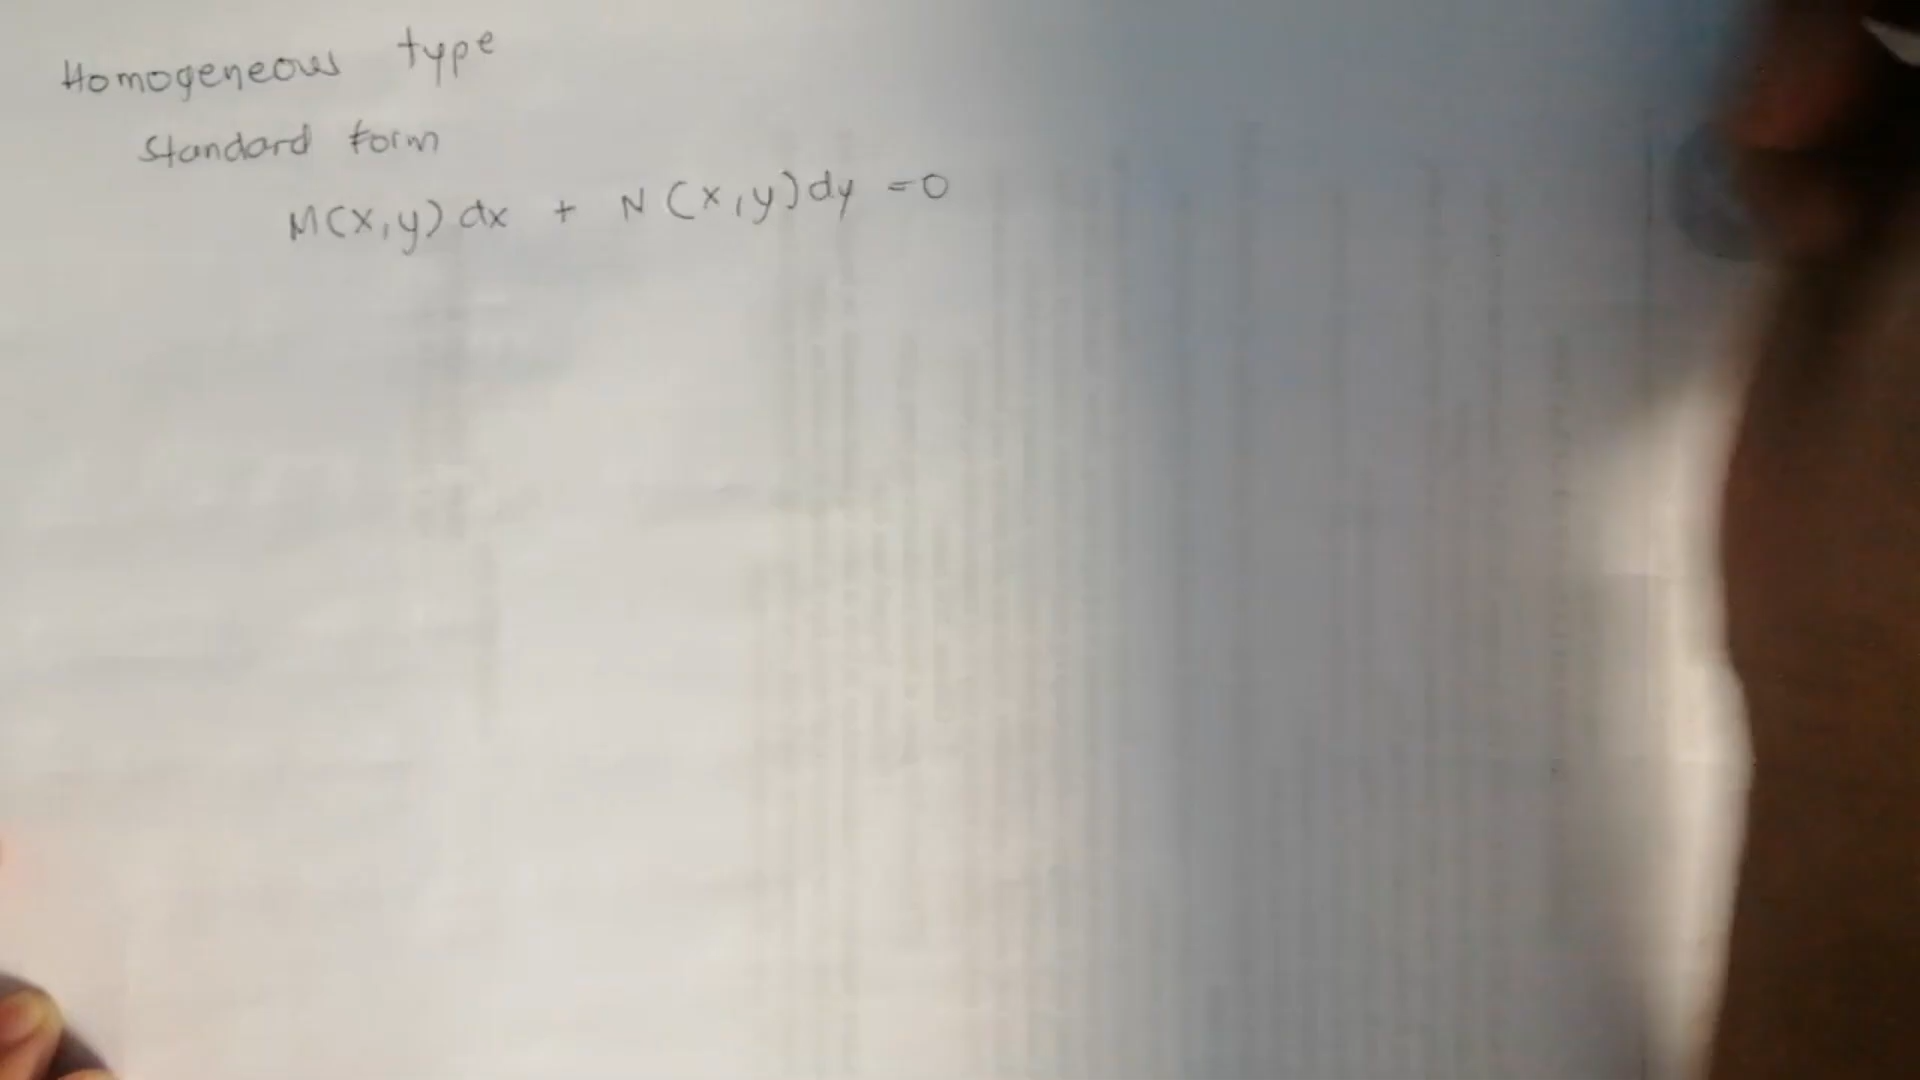 Homogeneous type
Standard form
M(x,y) dx + N(x,y)dy =0